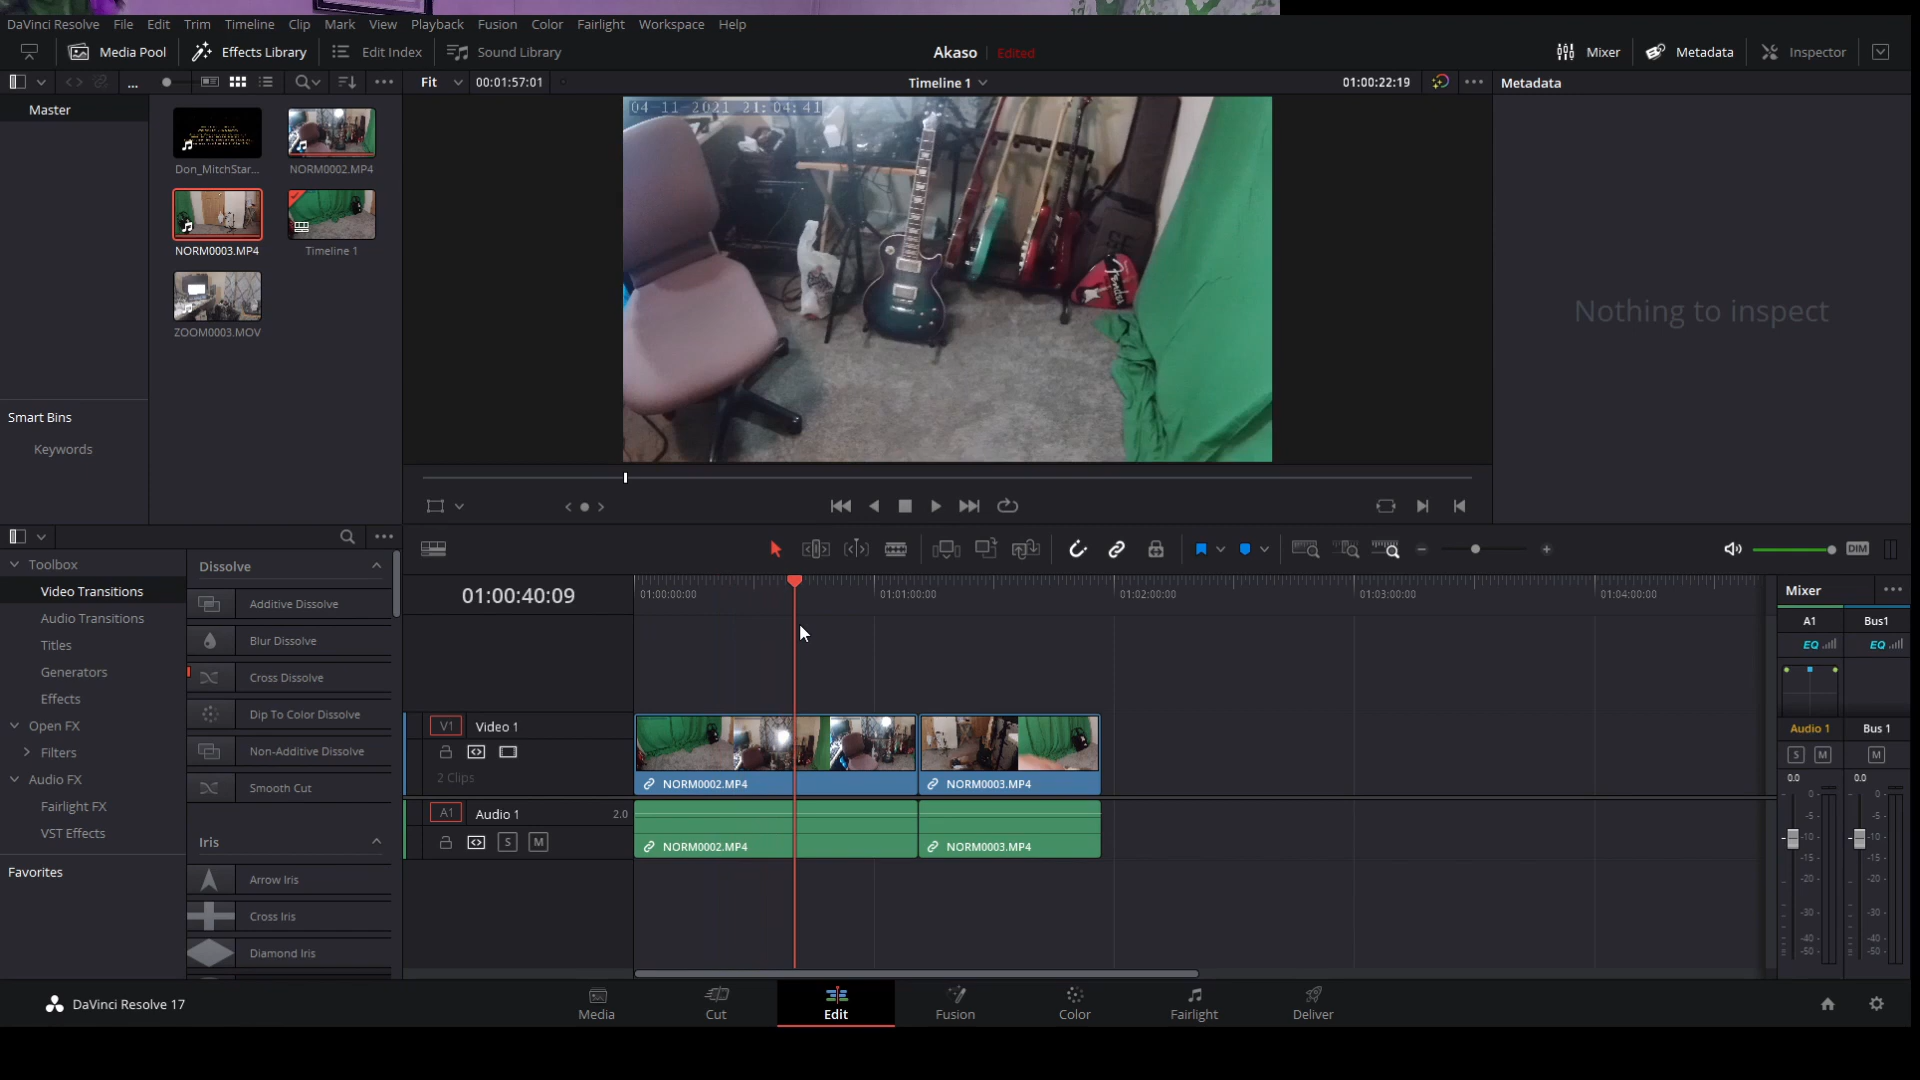 DaVinci Resolve File Edit Trim Timeline Clip Mark View Playback Fusion Color Fairlight Workspace Help
Media Pool Effects Library Edit Index Sound Library Akaso Edited Mixer Metadata Inspector
Fit 00:01:57:01 Timeline 1 01:00:22:19 Metadata
Master
04-11-2021 21:04:41
Don_MitchStar... NORM0002.MP4
NORM0003.MP4 Timeline 1
ZOOM0003.MOV
Fender
Nothing to inspect
Smart Bins
Keywords
DIM
Toolbox
Video Transitions
Audio Transitions
Titles
Generators
Effects
Open FX
Filters
Audio FX
Fairlight FX
VST Effects
Favorites
Dissolve
Additive Dissolve
Blur Dissolve
Cross Dissolve
Dip To Color Dissolve
Non-Additive Dissolve
Smooth Cut
Iris
Arrow Iris
Cross Iris
Diamond Iris
01:00:40:09 01:00:00:00 01:01:00:00 01:02:00:00 01:03:00:00 01:04:00:00
V1 Video 1
2 Clips
NORM0002.MP4 NORM0003.MP4
A1 Audio 1 2.0
S M
NORM0002.MP4 NORM0003.MP4
Mixer
A1 Bus1
EQ EQ
Audio 1 Bus 1
S M M
0.0 0.0
0 0
-5 -5
-10 -10
-15 -15
-20 -20
-30 -30
-40 -40
-50 -50
DaVinci Resolve 17 Media Cut Edit Fusion Color Fairlight Deliver